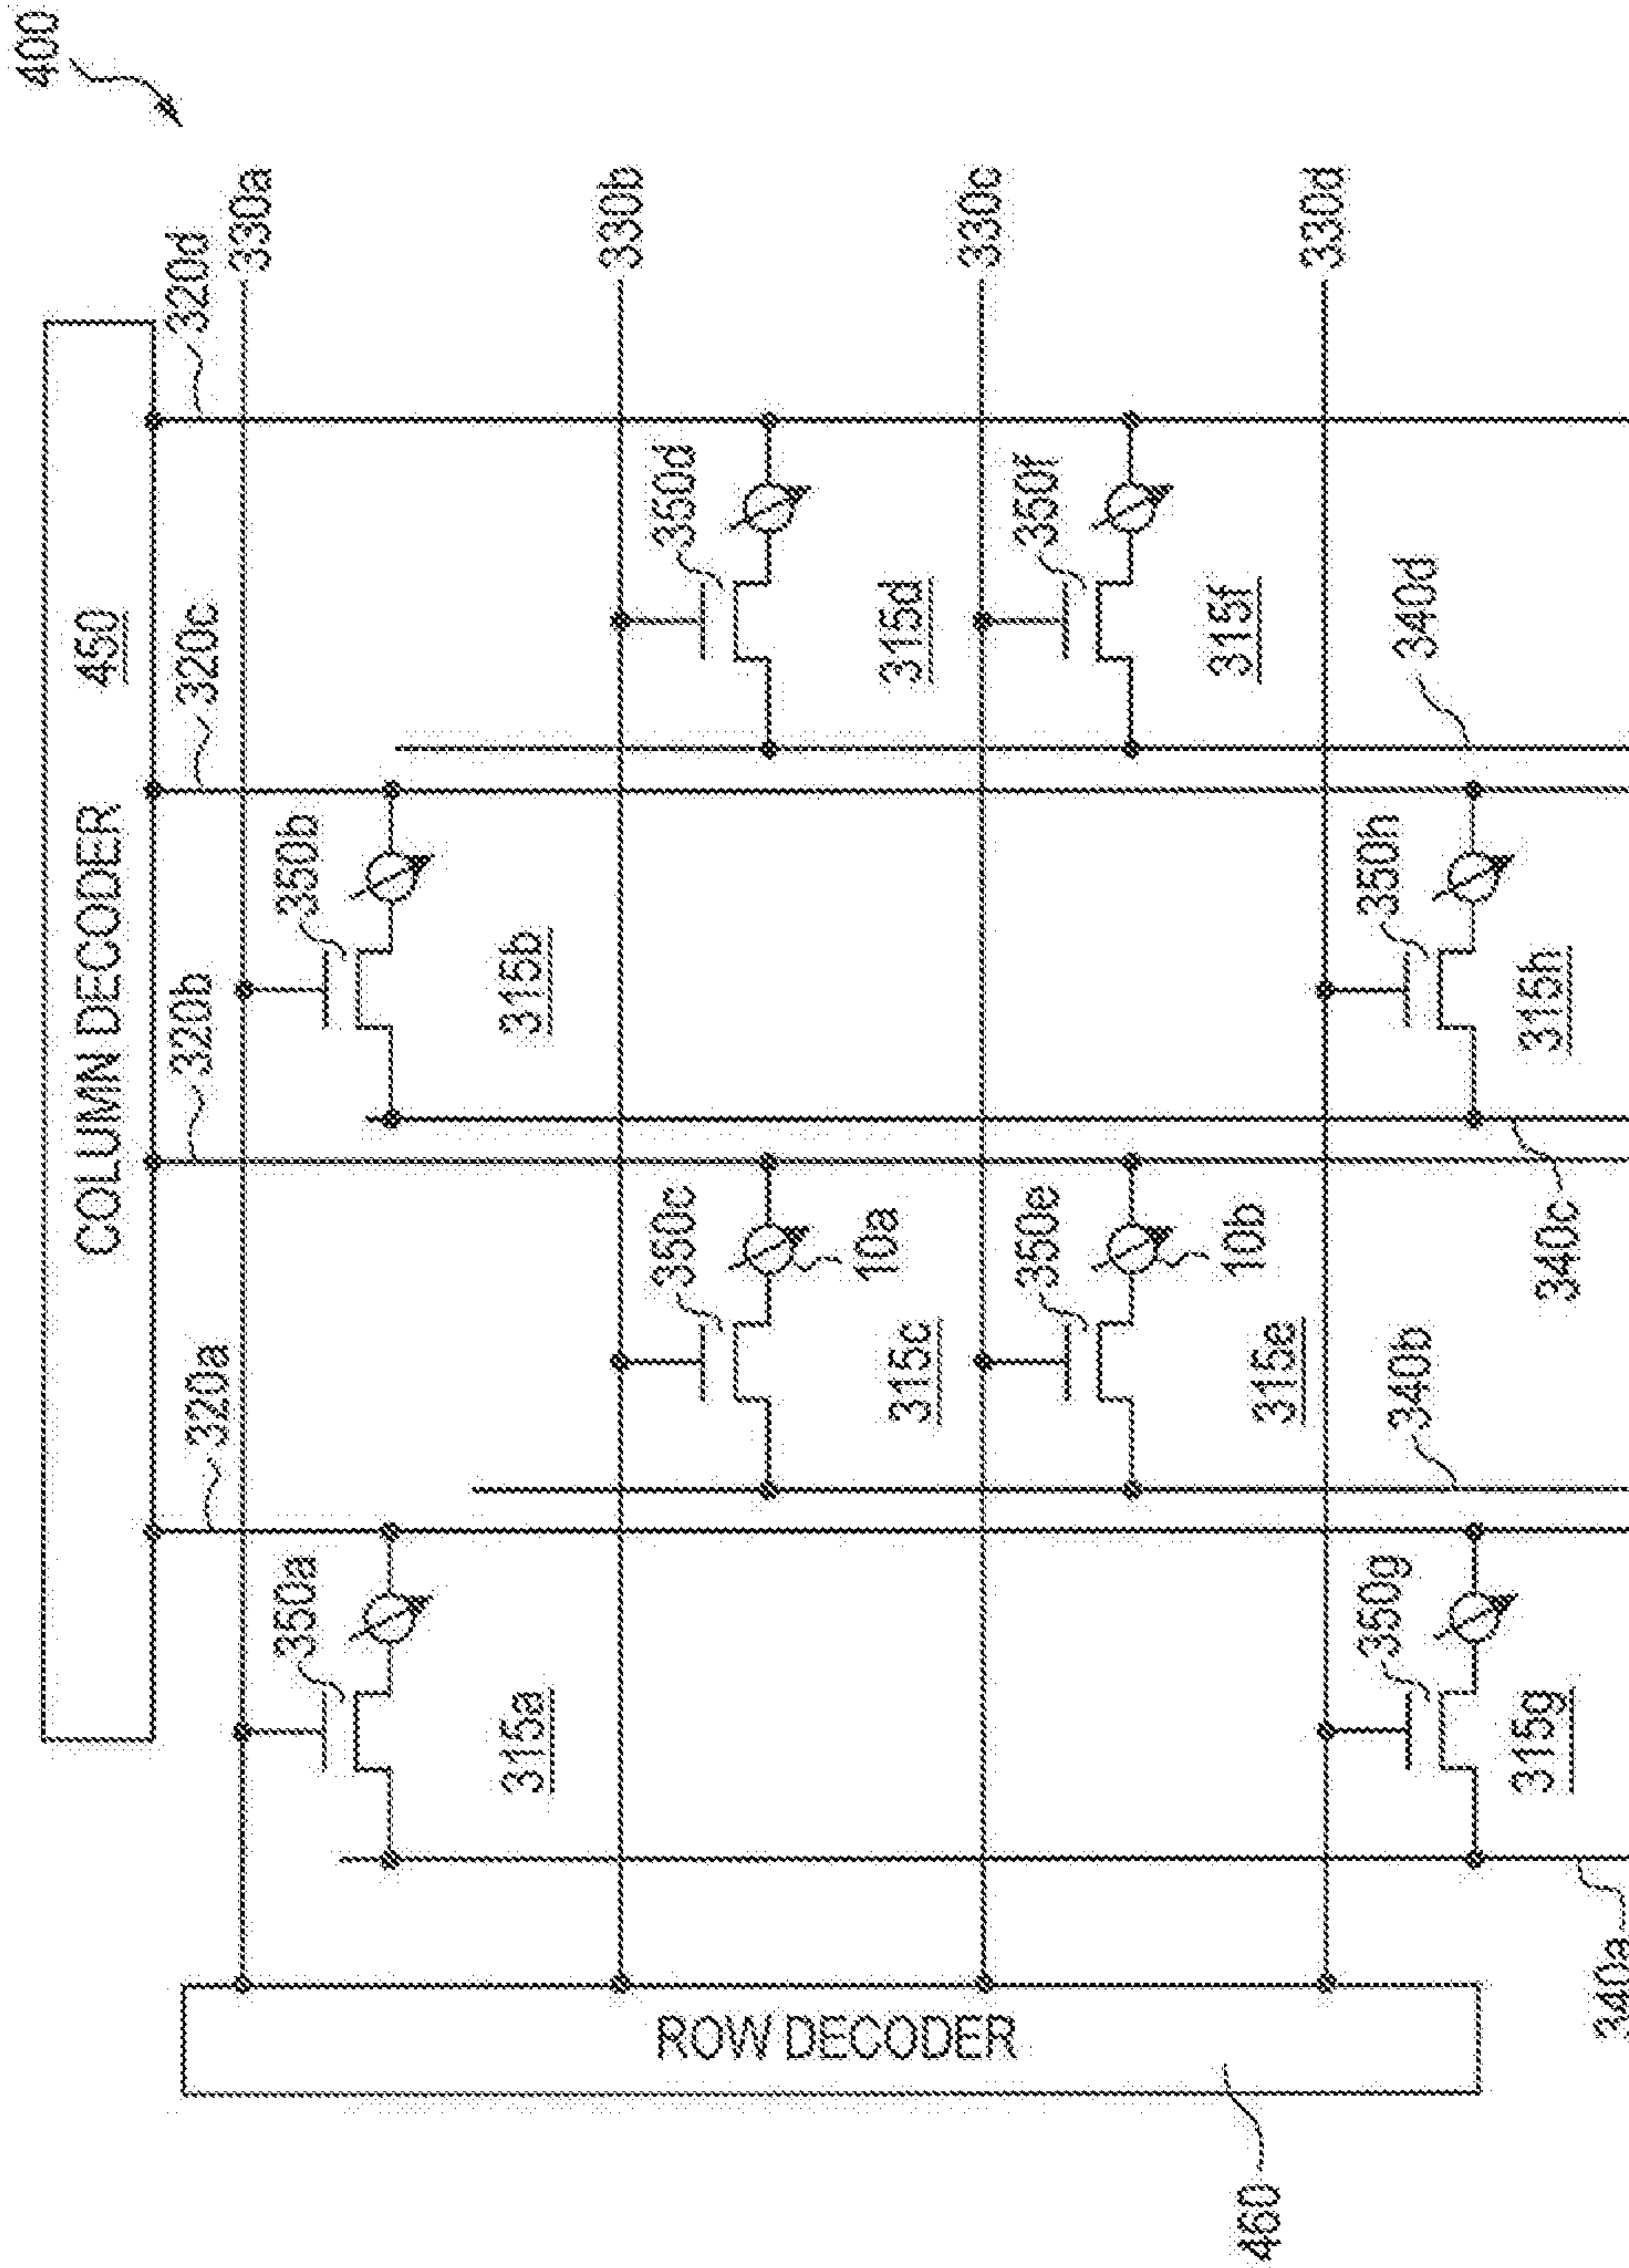 400
COLUMN DECODER 450
320a
320b
320c
320d
330a
350a
350b
315a
315b
330b
350c
350d
10a
315c
315d
330c
350e
350f
10b
315e
315f
330d
340b
340d
350g
350h
315g
315h
340a
340c
ROW DECODER
460